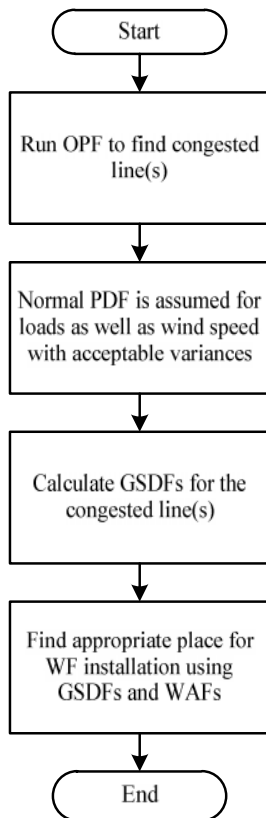 Start
Run OPF to find congested
line(s)
Normal PDF is assumed for
loads as well as wind speed
with acceptable variances
Calculate GSDFs for the
congested line(s)
Find appropriate place for
WF installation using
GSDFs and WAFs
End